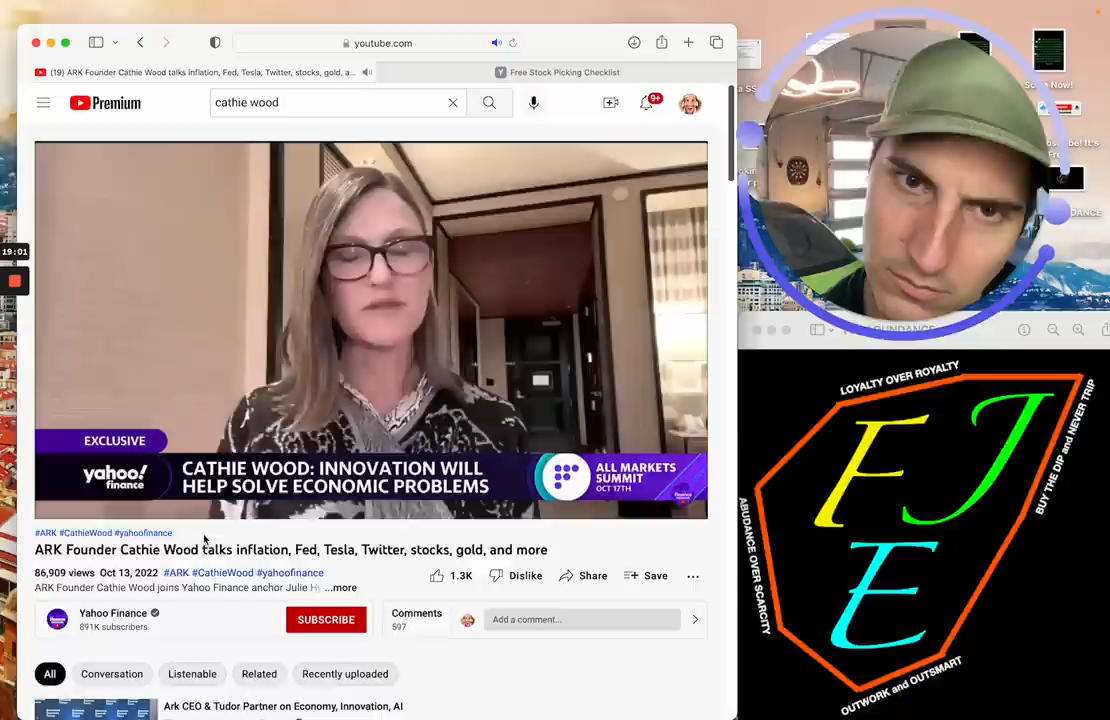 youtube.com
(19) ARK Founder Cathie Wood talks inflation, Fed, Tesla, Twitter, stocks, gold, a...
Free Stock Picking Checklist
Premium
cathie wood
9+
19:01
EXCLUSIVE
yahoo!
finance
CATHIE WOOD: INNOVATION WILL
HELP SOLVE ECONOMIC PROBLEMS
ALL MARKETS
SUMMIT
OCT 17TH
#ARK #CathieWood #yahoofinance
ARK Founder Cathie Wood talks inflation, Fed, Tesla, Twitter, stocks, gold, and more
86,909 views Oct 13, 2022 #ARK #CathieWood #yahoofinance
1.3K
Dislike
Share
Save
ARK Founder Cathie Wood joins Yahoo Finance anchor Julie ...more
Yahoo Finance
891K subscribers
SUBSCRIBE
Comments
597
Add a comment...
All
Conversation
Listenable
Related
Recently uploaded
Ark CEO & Tudor Partner on Economy, Innovation, AI
LOYALTY OVER ROYALTY
BUY THE DIP and NEVER TRIP
ABUDANCE OVER SCARCITY
OUTWORK and OUTSMART
F J
E